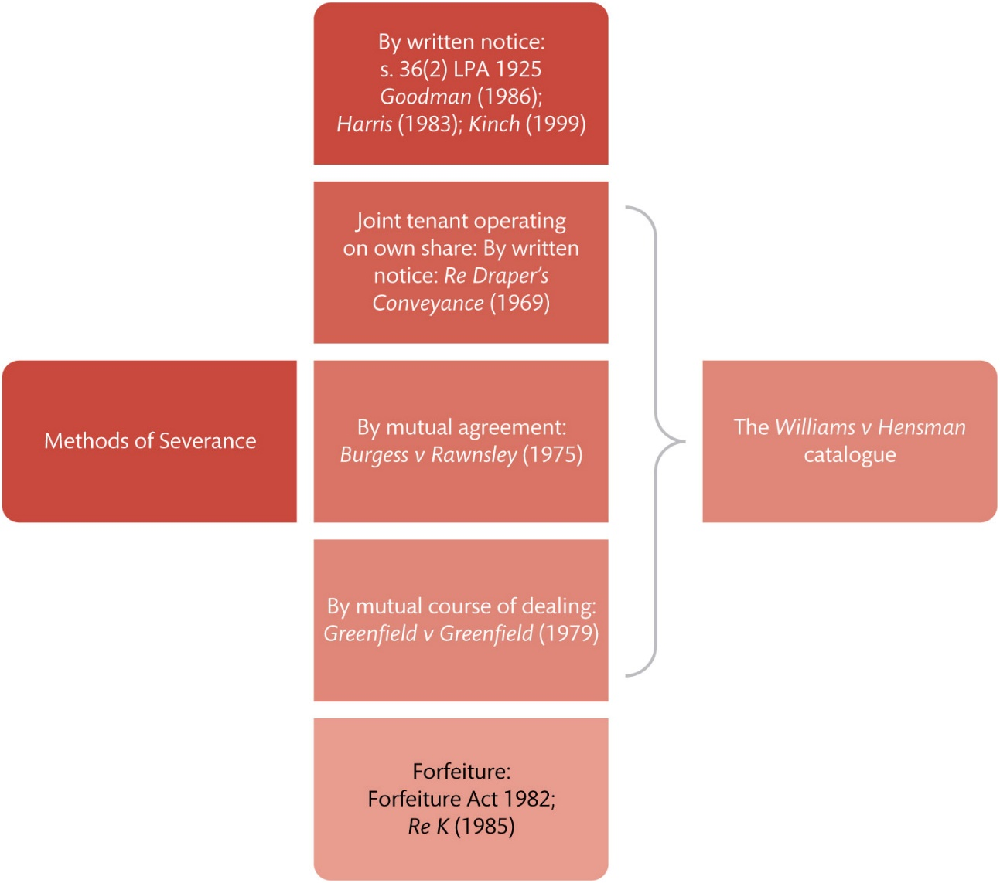 By written notice:
s. 36(2) LPA 1925
Goodman (1986);
Harris (1983); Kinch (1999)
Joint tenant operating
on own share: By written
notice: Re Draper’s
Conveyance (1969)
Methods of Severance
By mutual agreement:
Burgess v Rawnsley (1975)
The Williams v Hensman
catalogue
By mutual course of dealing:
Greenfield v Greenfield (1979)
Forfeiture:
Forfeiture Act 1982;
Re K (1985)